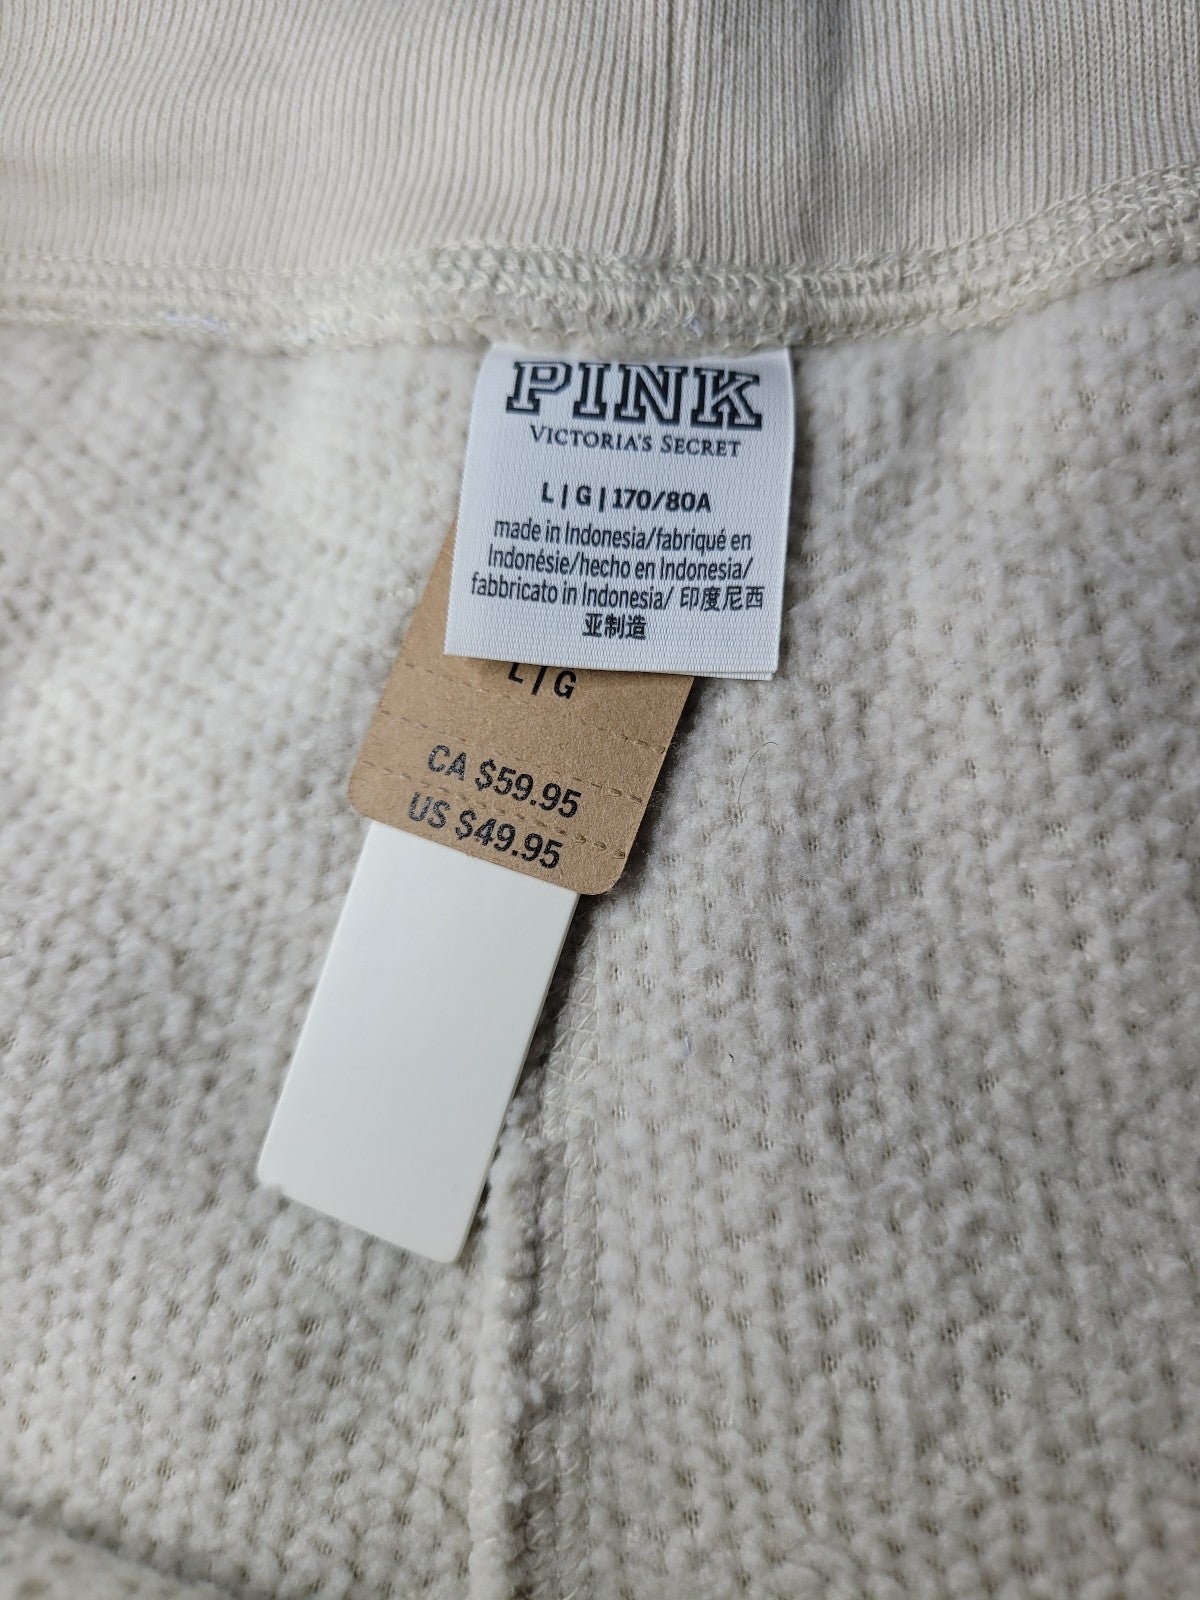 PINK
VICTORIA'S SECRET
L | G | 170/80A
made in Indonesia/fabriqué en
Indonésie/hecho en Indonesia/
fabbricato in Indonesia/ 印度尼西
亚制造
L / G
CA $59.95
US $49.95